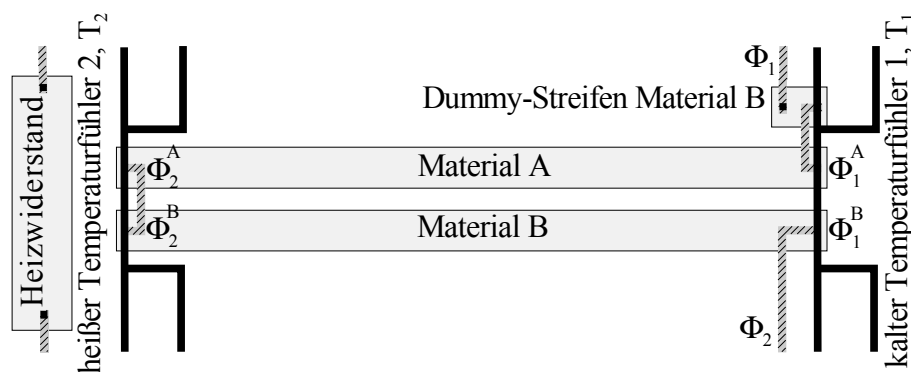 Heizwiderstand
heißer Temperaturfühler 2, T₂
Φ₁
Dummy-Streifen Material B
Φ₂ᴬ
Material A
Φ₁ᴬ
Φ₂ᴮ
Material B
Φ₁ᴮ
Φ₂
kalter Temperaturfühler 1, T₁